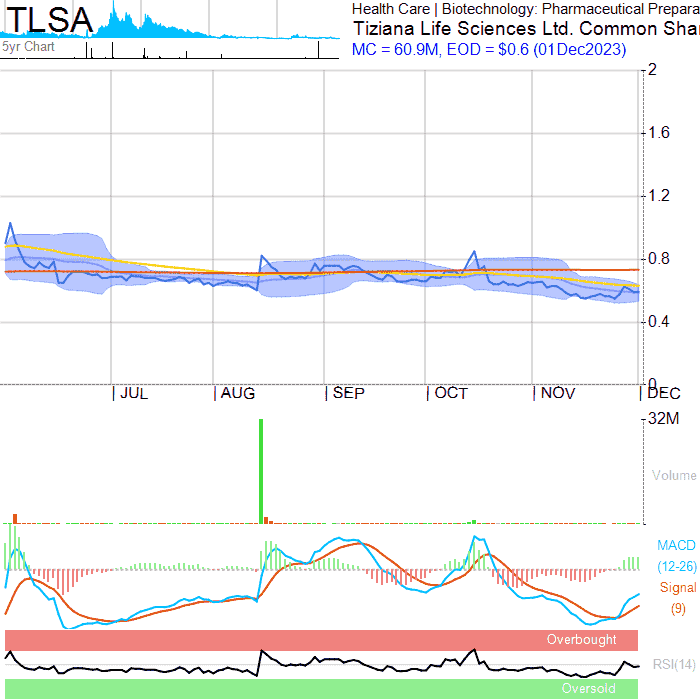 TLSA
5yr Chart
Health Care | Biotechnology: Pharmaceutical Prepara
Tiziana Life Sciences Ltd. Common Shar
MC = 60.9M, EOD = $0.6 (01Dec2023)
2
1.6
1.2
0.8
0.4
0
JUL
AUG
SEP
OCT
NOV
DEC
32M
Volume
MACD
(12-26)
Signal
(9)
Overbought
RSI(14)
Oversold